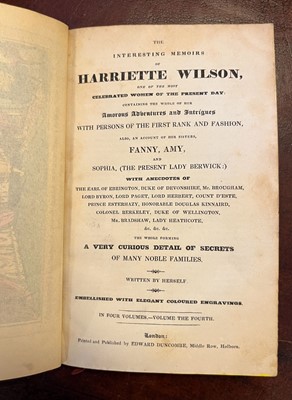 THE
INTERESTING MEMOIRS
OF
HARRIETTE WILSON,
ONE OF THE MOST
CELEBRATED WOMEN OF THE PRESENT DAY:
CONTAINING THE WHOLE OF HER
Amorous Adventures and Intrigues
WITH PERSONS OF THE FIRST RANK AND FASHION,
ALSO, AN ACCOUNT OF HER SISTERS,
FANNY, AMY,
AND
SOPHIA, (THE PRESENT LADY BERWICK:)
WITH ANECDOTES OF
THE EARL OF ERRINGTON, DUKE OF DEVONSHIRE, MR. BROUGHAM,
LORD BYRON, LORD PAGET, LORD HERBERT, COUNT D'ESTE,
PRINCE ESTERHAZY, HONORABLE DOUGLAS KINNAIRD,
COLONEL BERKELEY, DUKE OF WELLINGTON,
MR. BRADSHAW, LADY HEATHCOTE,
&c. &c. &c.
THE WHOLE FORMING
A VERY CURIOUS DETAIL OF SECRETS
OF MANY NOBLE FAMILIES.
WRITTEN BY HERSELF.
EMBELLISHED WITH ELEGANT COLOURED ENGRAVINGS.
IN FOUR VOLUMES.—VOLUME THE FOURTH.
London:
Printed and Published by EDWARD DUNCOMBE, Middle Row, Holborn.